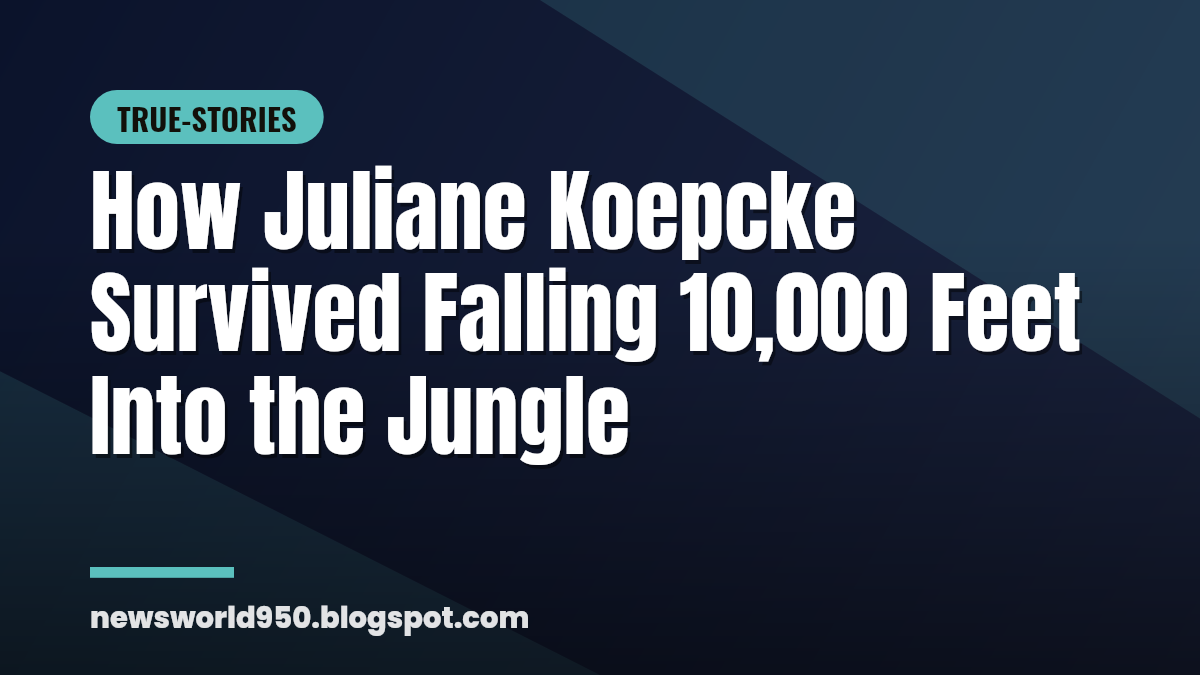 TRUE-STORIES
How Juliane Koepcke
Survived Falling 10,000 Feet
Into the Jungle
newsworld950.blogspot.com